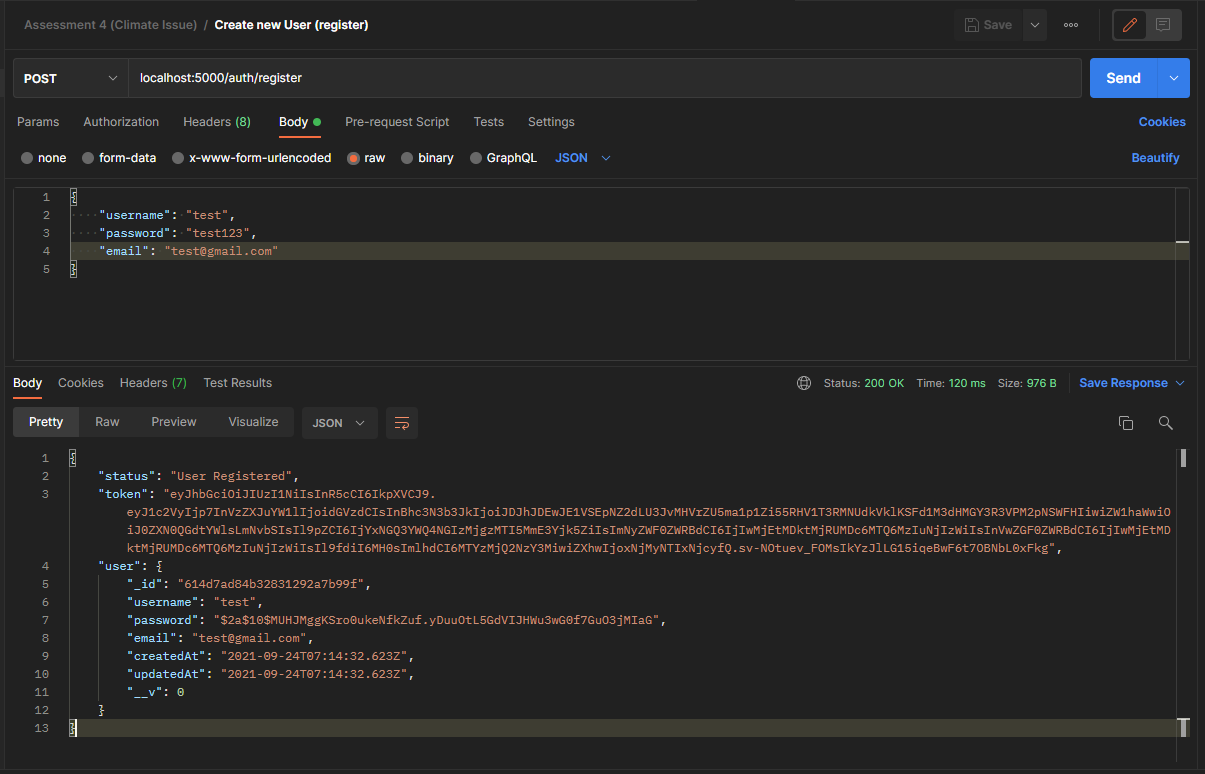 Assessment 4 (Climate Issue) / Create new User (register)
Save
POST
localhost:5000/auth/register
Send
Params Authorization Headers (8) Body Pre-request Script Tests Settings Cookies
none form-data x-www-form-urlencoded raw binary GraphQL JSON Beautify
1 {
2 "username": "test",
3 "password": "test123",
4 "email": "test@gmail.com"
5 }
Body Cookies Headers (7) Test Results Status: 200 OK Time: 120 ms Size: 976 B Save Response
Pretty Raw Preview Visualize JSON
1 {
2 "status": "User Registered",
3 "token": "eyJhbGciOiJIUzI1NiIsInR5cCI6IkpXVCJ9.
eyJ1c2VyIjp7InVzZXJuYW1lIjoidGVzdCIsInBhc3N3b3JkIjoiJDJhJDEwJE1VSEpNZ2dLU3JvMHVrZU5ma1p1Zi55RHV1T3RMNUdkVklKSFd1M3dHMGY3R3VPM2pNSWFHIiwiZW1haWwiO
iJ0ZXN0QGdtYWlsLmNvbSIsIl9pZCI6IjYxNGQ3YWQ4NGIzMjgzMTI5MmE3Yjk5ZiIsImNyZWF0ZWRBdCI6IjIwMjEtMDktMjRUMDc6MTQ6MzIuNjIzWiIsInVwZGF0ZWRBdCI6IjIwMjEtMD
ktMjRUMDc6MTQ6MzIuNjIzWiIsIl9fdiI6MH0sImlhdCI6MTYzMjQ2NzY3MiwiZXhwIjoxNjMyNTIxNjcyfQ.sv-NOtuev_FOMsIkYzJlLG15iqeBwF6t7OBNbL0xFkg",
4 "user": {
5 "_id": "614d7ad84b32831292a7b99f",
6 "username": "test",
7 "password": "$2a$10$MUHJMggKSro0ukeNfkZuf.yDuuOtL5GdVIJHWu3wG0f7GuO3jMIaG",
8 "email": "test@gmail.com",
9 "createdAt": "2021-09-24T07:14:32.623Z",
10 "updatedAt": "2021-09-24T07:14:32.623Z",
11 "__v": 0
12 }
13 }